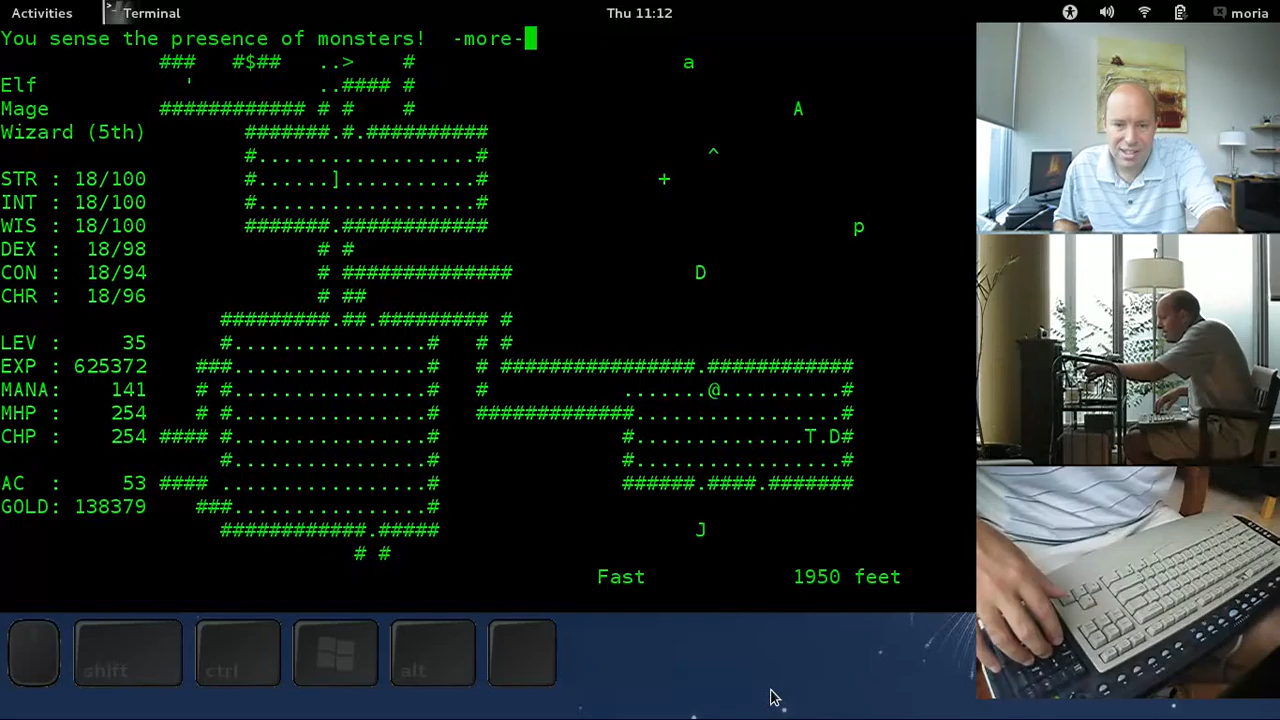 Activities Terminal Thu 11:12 moria
You sense the presence of monsters! -more-
### #$## ..> # a
Elf ' ..#### #
Mage ############ # # # A
Wizard (5th) #######.#.##########
#..................# ^
STR : 18/100 #......]...........# +
INT : 18/100 #..................#
WIS : 18/100 #######.############ p
DEX : 18/98 # #
CON : 18/94 # ############## D
CHR : 18/96 # ##
#########.##.######### #
LEV : 35 #................# # #
EXP : 625372 ###................# # ################.############
MANA: 141 # #................# # .......@..........#
MHP : 254 # #................# #############.................#
CHP : 254 #### #................# #..............T.D#
#................# #.................#
AC : 53 #### .................# ######.####.#######
GOLD: 138379 ###................#
############.##### J
# #
Fast 1950 feet
shift ctrl alt